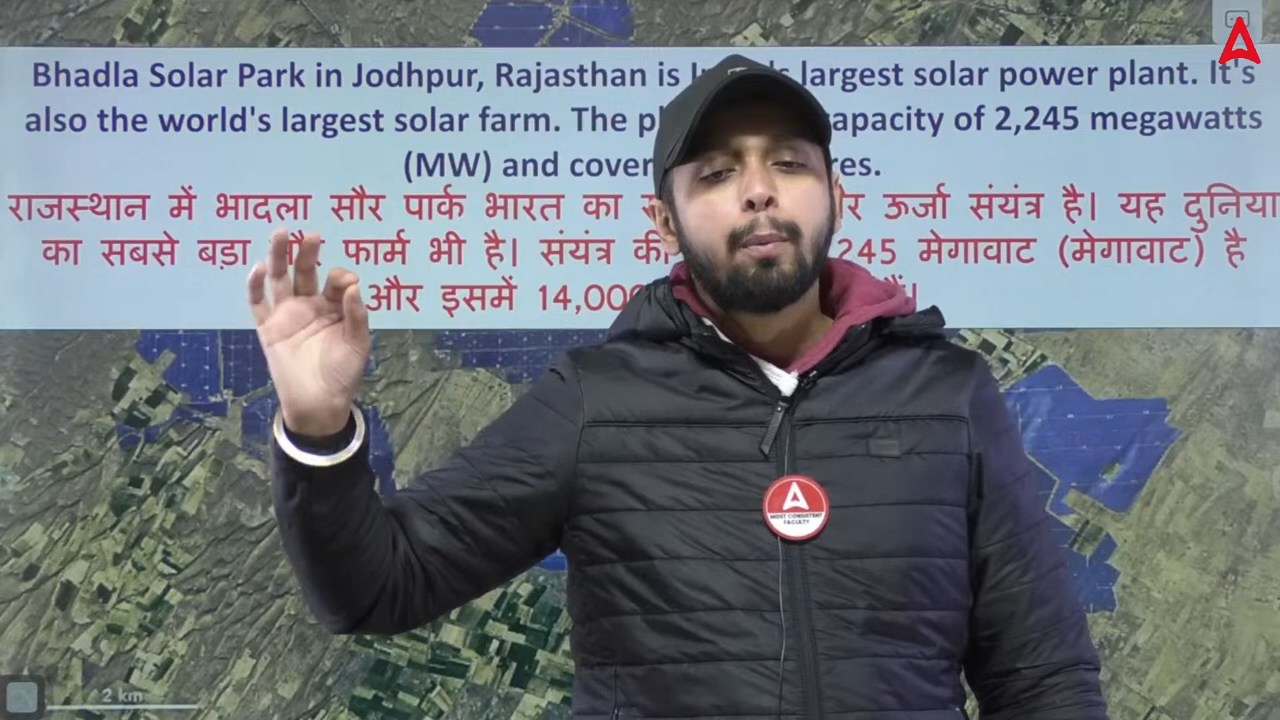 Bhadla Solar Park in Jodhpur, Rajasthan is largest solar power plant. It's
also the world's largest solar farm. The capacity of 2,245 megawatts
(MW) and
राजस्थान में भादला सौर पार्क भारत का ऊर्जा संयंत्र है। यह दुनिया
का सबसे बड़ा फार्म भी है। संयंत्र की 245 मेगावाट (मेगावाट) है
और इसमें 14,000
MOST CONSISTENT
FACULTY
2 km